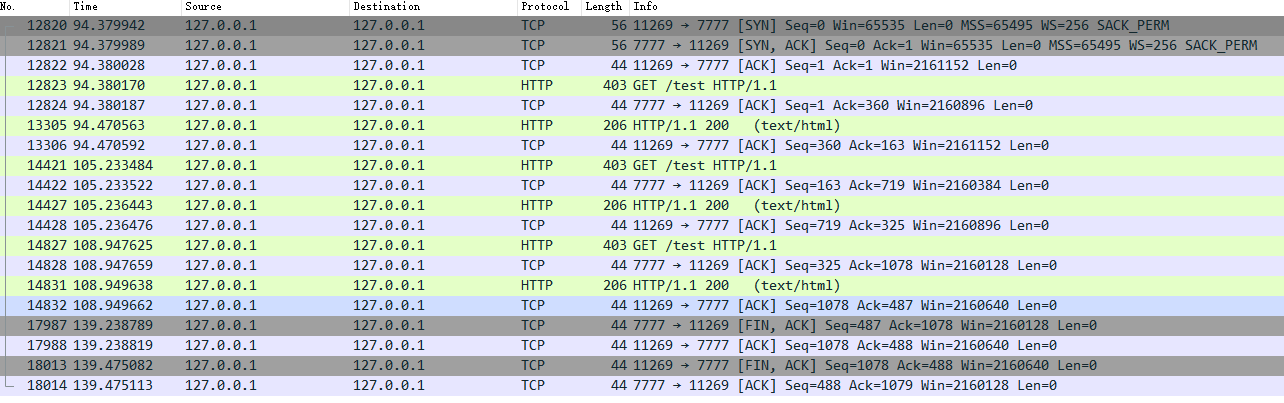 No. Time Source Destination Protocol Length Info
12820 94.379942 127.0.0.1 127.0.0.1 TCP 56 11269 → 7777 [SYN] Seq=0 Win=65535 Len=0 MSS=65495 WS=256 SACK_PERM
12821 94.379989 127.0.0.1 127.0.0.1 TCP 56 7777 → 11269 [SYN, ACK] Seq=0 Ack=1 Win=65535 Len=0 MSS=65495 WS=256 SACK_PERM
12822 94.380028 127.0.0.1 127.0.0.1 TCP 44 11269 → 7777 [ACK] Seq=1 Ack=1 Win=2161152 Len=0
12823 94.380170 127.0.0.1 127.0.0.1 HTTP 403 GET /test HTTP/1.1
12824 94.380187 127.0.0.1 127.0.0.1 TCP 44 7777 → 11269 [ACK] Seq=1 Ack=360 Win=2160896 Len=0
13305 94.470563 127.0.0.1 127.0.0.1 HTTP 206 HTTP/1.1 200 (text/html)
13306 94.470592 127.0.0.1 127.0.0.1 TCP 44 11269 → 7777 [ACK] Seq=360 Ack=163 Win=2161152 Len=0
14421 105.233484 127.0.0.1 127.0.0.1 HTTP 403 GET /test HTTP/1.1
14422 105.233522 127.0.0.1 127.0.0.1 TCP 44 7777 → 11269 [ACK] Seq=163 Ack=719 Win=2160384 Len=0
14427 105.236443 127.0.0.1 127.0.0.1 HTTP 206 HTTP/1.1 200 (text/html)
14428 105.236476 127.0.0.1 127.0.0.1 TCP 44 11269 → 7777 [ACK] Seq=719 Ack=325 Win=2160896 Len=0
14827 108.947625 127.0.0.1 127.0.0.1 HTTP 403 GET /test HTTP/1.1
14828 108.947659 127.0.0.1 127.0.0.1 TCP 44 7777 → 11269 [ACK] Seq=325 Ack=1078 Win=2160128 Len=0
14831 108.949638 127.0.0.1 127.0.0.1 HTTP 206 HTTP/1.1 200 (text/html)
14832 108.949662 127.0.0.1 127.0.0.1 TCP 44 11269 → 7777 [ACK] Seq=1078 Ack=487 Win=2160640 Len=0
17987 139.238789 127.0.0.1 127.0.0.1 TCP 44 7777 → 11269 [FIN, ACK] Seq=487 Ack=1078 Win=2160128 Len=0
17988 139.238819 127.0.0.1 127.0.0.1 TCP 44 11269 → 7777 [ACK] Seq=1078 Ack=488 Win=2160640 Len=0
18013 139.475082 127.0.0.1 127.0.0.1 TCP 44 11269 → 7777 [FIN, ACK] Seq=1078 Ack=488 Win=2160640 Len=0
18014 139.475113 127.0.0.1 127.0.0.1 TCP 44 7777 → 11269 [ACK] Seq=488 Ack=1079 Win=2160128 Len=0